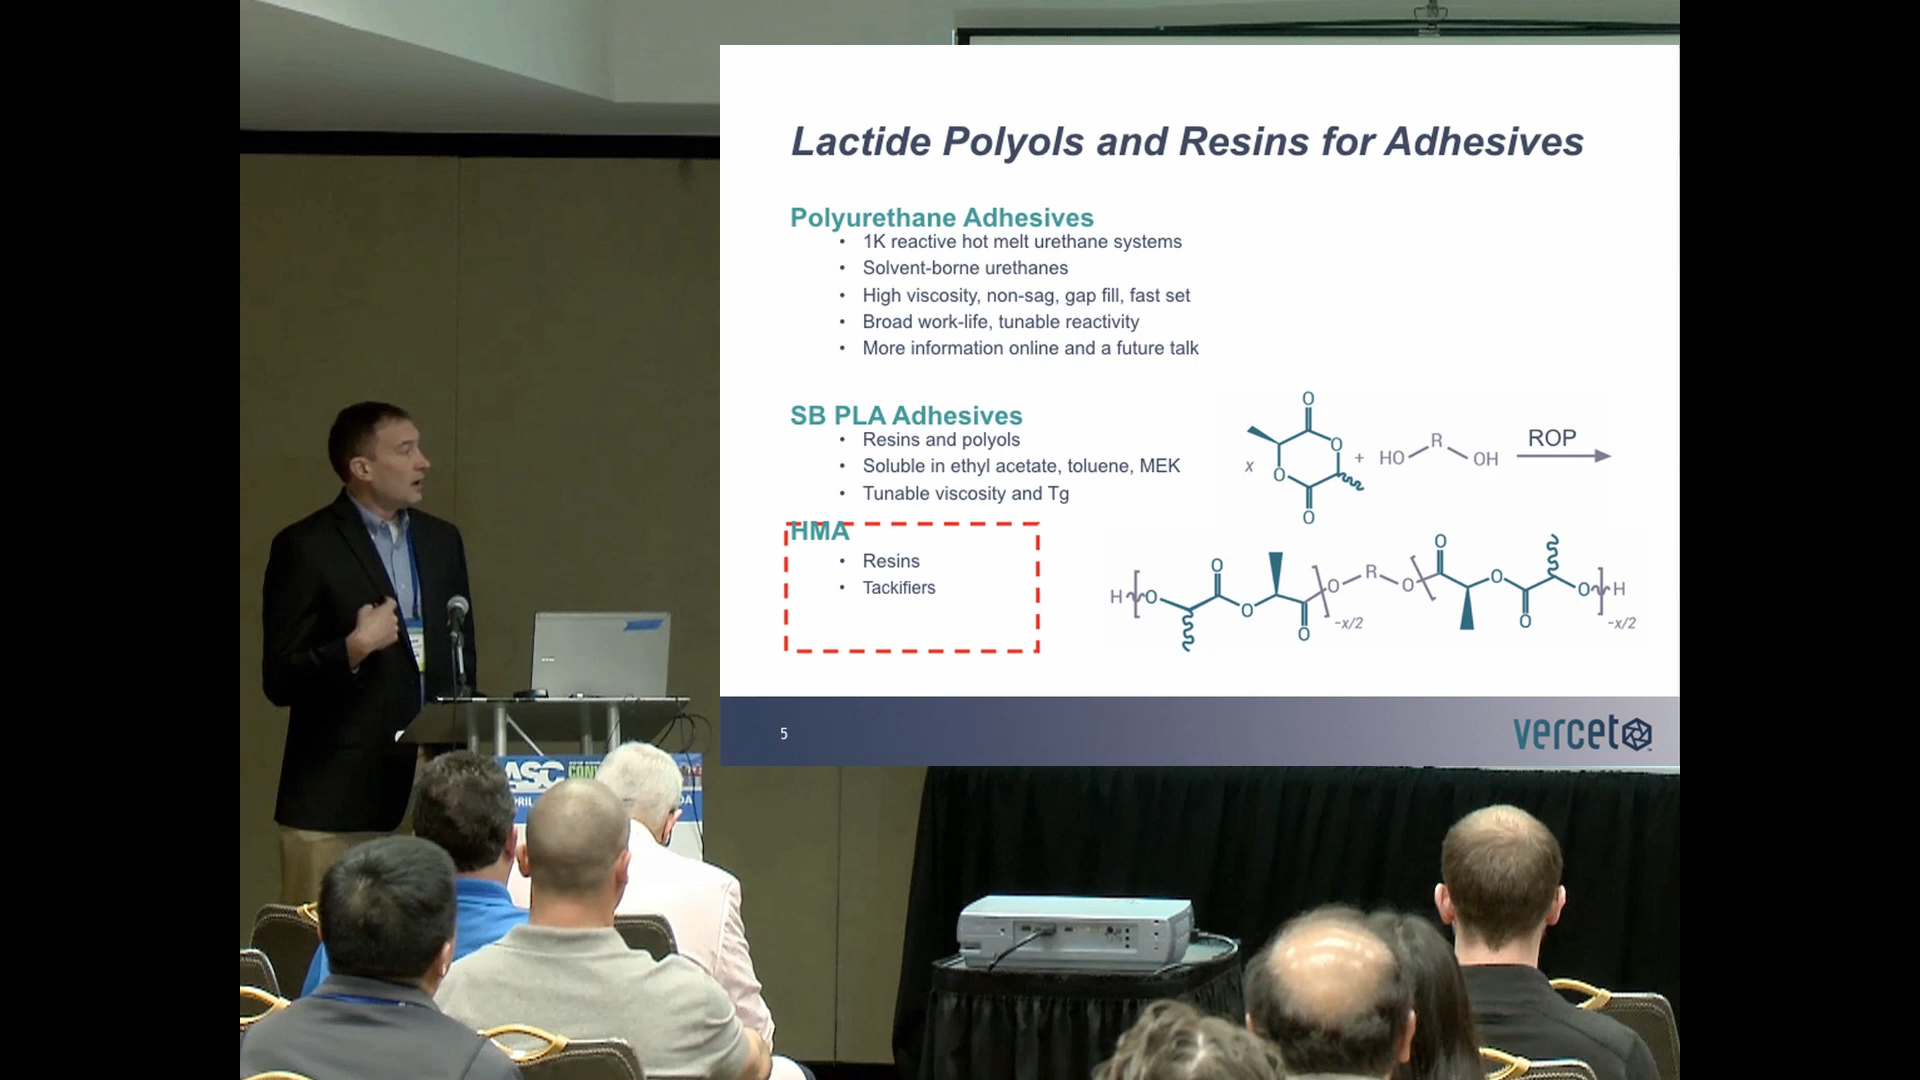 Lactide Polyols and Resins for Adhesives
Polyurethane Adhesives
• 1K reactive hot melt urethane systems
• Solvent-borne urethanes
• High viscosity, non-sag, gap fill, fast set
• Broad work-life, tunable reactivity
• More information online and a future talk
SB PLA Adhesives
• Resins and polyols
• Soluble in ethyl acetate, toluene, MEK
• Tunable viscosity and Tg
HMA
• Resins
• Tackifiers
x
O
O
O
O
+
HO
R
OH
ROP
H
O
O
O
O
~x/2
O
R
O
O
O
O
O
H
~x/2
5
vercet
ASC